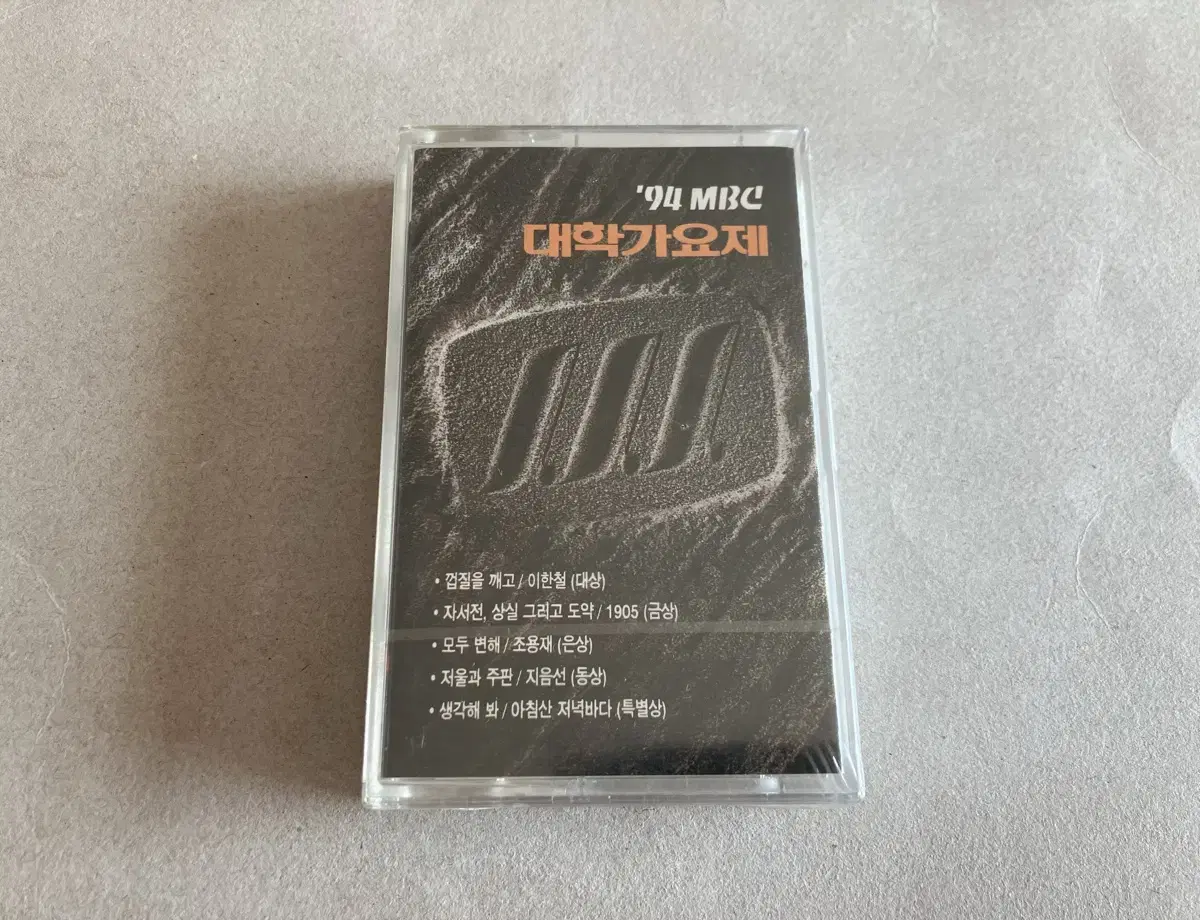 '94 MBC
대학가요제
• 껍질을 깨고 / 이한철 (대상)
• 자서전, 상실 그리고 도약 / 1905 (금상)
• 모두 변해 / 조용재 (은상)
• 저울과 주판 / 지음선 (동상)
• 생각해 봐 / 아침산 저녁바다 (특별상)